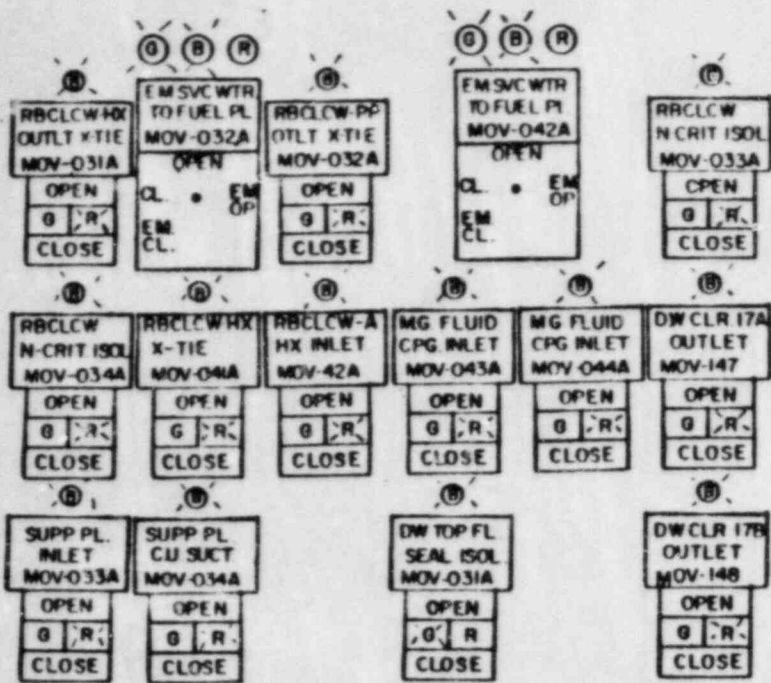 G B R
G B R
B
EM SVC WTR
TO FUEL PL
MOV-032A
OPEN
CL.
EM
OP
EM
CL.
RBCLCW-HX
OUTLT X-TIE
MOV-031A
OPEN
G R
CLOSE
RBCLCW-PP
OTLT X-TIE
MOV-032A
OPEN
G R
CLOSE
EM SVC WTR
TO FUEL Pl
MOV-042A
OPEN
CL.
EM
OP
EM
CL.
RBCLCW
N CRIT ISOL
MOV-033A
OPEN
G R
CLOSE
B
RBCLCW
N-CRIT ISOL
MOV-034A
OPEN
G R
CLOSE
B
RBCLCW HX
X-TIE
MOV-041A
OPEN
G R
CLOSE
B
RBCLCW-A
HX INLET
MOV-42A
OPEN
G R
CLOSE
B
MG FLUID
CPG. INLET
MOV-043A
OPEN
G R
CLOSE
B
MG FLUID
CPG INLET
MOV-044A
OPEN
G R
CLOSE
B
DW CLR 17A
OUTLET
MOV-147
OPEN
G R
CLOSE
B
SUPP PL.
INLET
MOV-033A
OPEN
G R
CLOSE
B
SUPP PL
CU SUCT
MOV-034A
OPEN
G R
CLOSE
B
DW TOP FL
SEAL ISOL
MOV-031A
OPEN
G R
CLOSE
B
DW CLR 17B
OUTLET
MOV-148
OPEN
G R
CLOSE